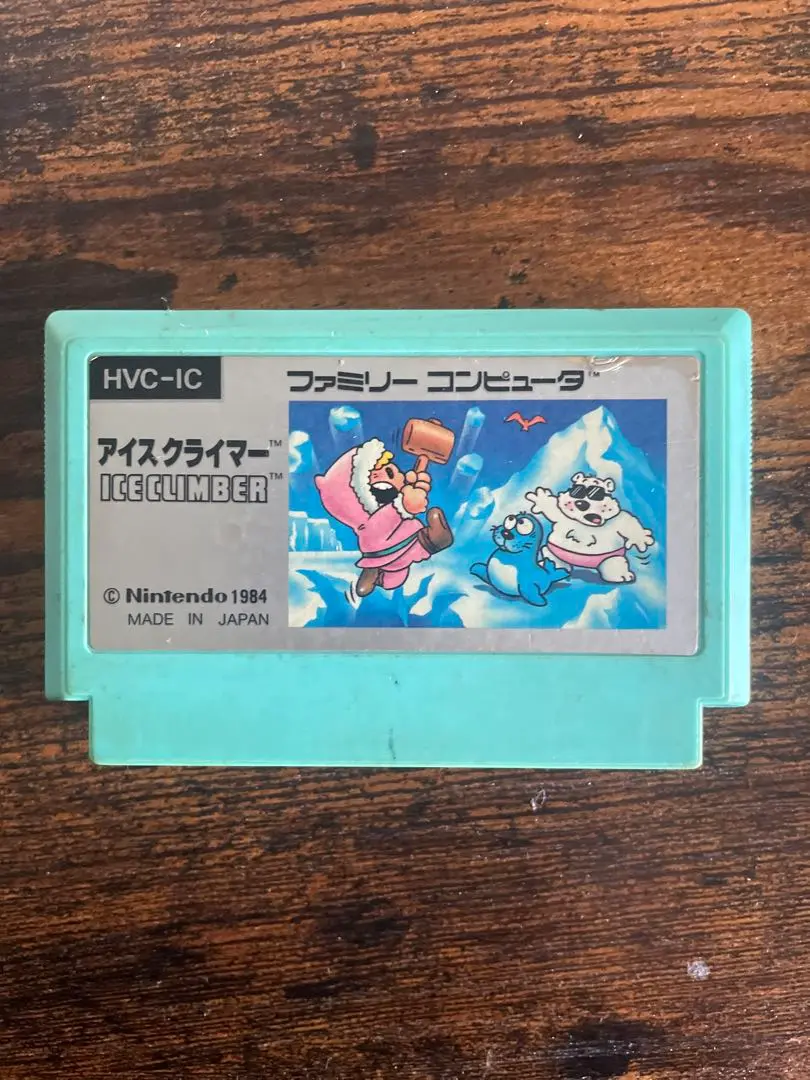 HVC-IC
ファミリー コンピュータ™
アイスクライマー™
ICE CLIMBER™
© Nintendo 1984
MADE IN JAPAN